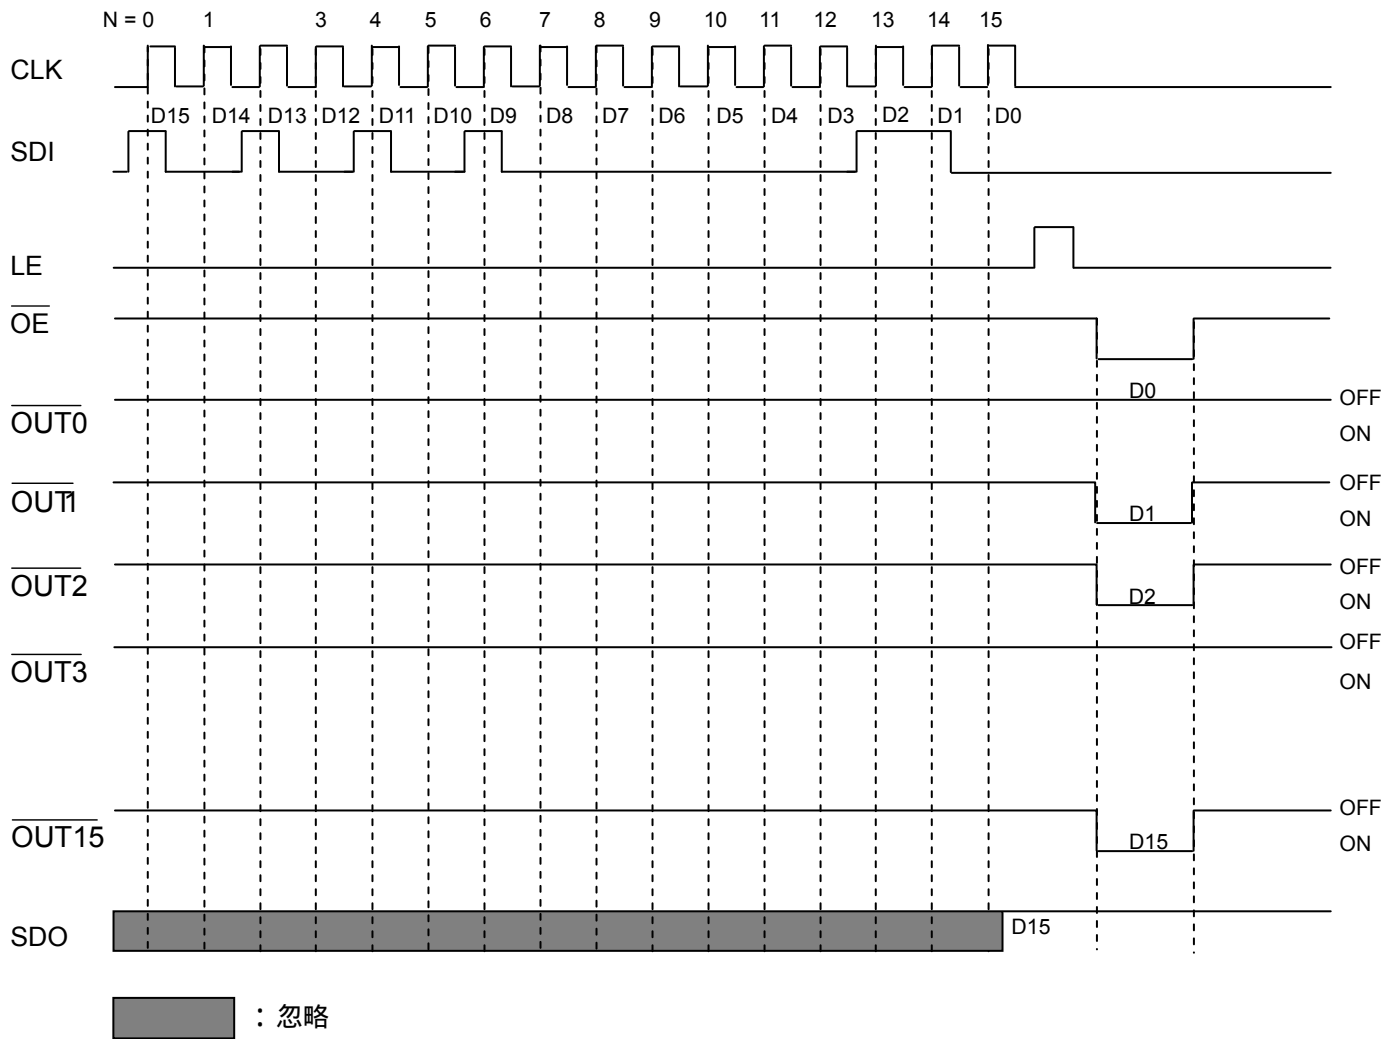 N = 0 1 3 4 5 6 7 8 9 10 11 12 13 14 15
CLK
D15 D14 D13 D12 D11 D10 D9 D8 D7 D6 D5 D4 D3 D2 D1 D0
SDI
LE
OE
D0 OFF
OUT0 ON
OFF
OUT1 D1 ON
OFF
OUT2 D2 ON
OFF
OUT3 ON
OFF
OUT15 D15 ON
SDO D15
：忽略